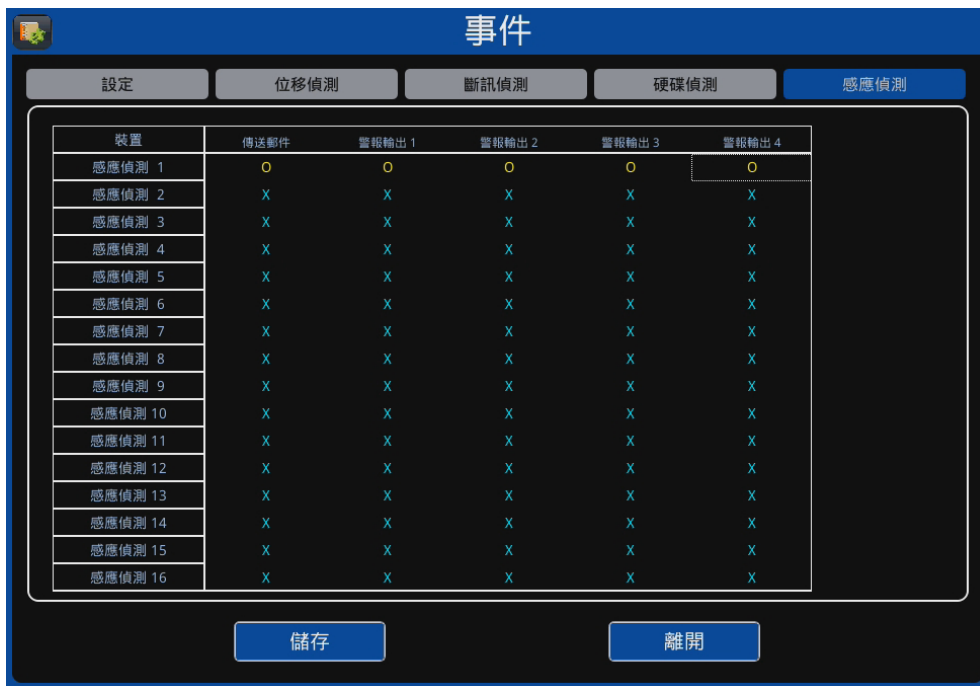 事件
設定 位移偵測 斷訊偵測 硬碟偵測 感應偵測
裝置 傳送郵件 警報輸出 1 警報輸出 2 警報輸出 3 警報輸出 4
感應偵測 1 O O O O O
感應偵測 2 X X X X X
感應偵測 3 X X X X X
感應偵測 4 X X X X X
感應偵測 5 X X X X X
感應偵測 6 X X X X X
感應偵測 7 X X X X X
感應偵測 8 X X X X X
感應偵測 9 X X X X X
感應偵測 10 X X X X X
感應偵測 11 X X X X X
感應偵測 12 X X X X X
感應偵測 13 X X X X X
感應偵測 14 X X X X X
感應偵測 15 X X X X X
感應偵測 16 X X X X X
儲存 離開